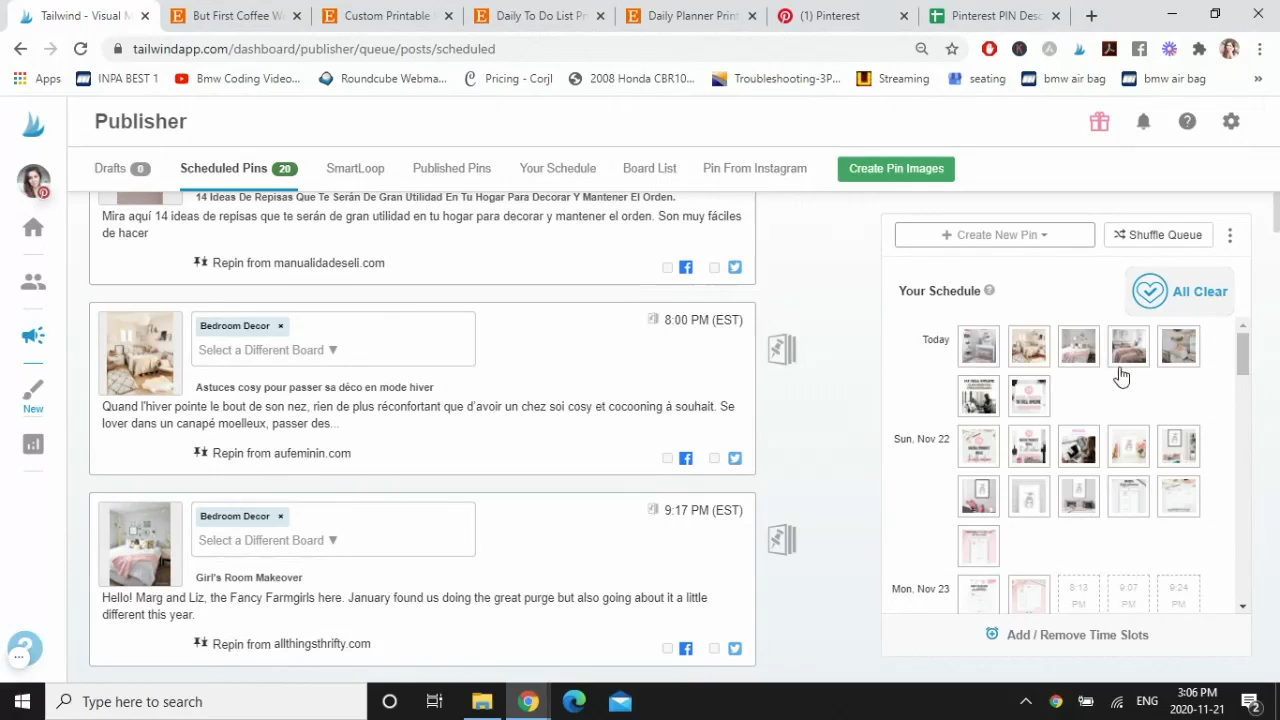 Tailwind - Visual M
But First Coffee W
Custom Printable
Daily To Do List Pr
Daily Planner Print
(1) Pinterest
Pinterest PIN Desc
tailwindapp.com/dashboard/publisher/queue/posts/scheduled
Apps
INPA BEST 1
Bmw Coding Video...
Roundcube Webma...
Pricing - Corjl
2008 Honda CBR10...
Troubleshooting-3P...
Streaming
seating
bmw air bag
bmw air bag
»
Publisher
Drafts 0
Scheduled Pins 20
SmartLoop
Published Pins
Your Schedule
Board List
Pin From Instagram
Create Pin Images
New
14 Ideas De Repisas Que Te Serán De Gran Utilidad En Tu Hogar Para Decorar Y Mantener El Orden.
Mira aquí 14 ideas de repisas que te serán de gran utilidad en tu hogar para decorar y mantener el orden. Son muy fáciles
de hacer
Repin from manualidadeseli.com
Bedroom Decor ×
8:00 PM (EST)
Select a Different Board ▼
Astuces cosy pour passer sa déco en mode hiver
Quand l'hiver pointe le bout de son nez, rien de plus réconfortant que d'avoir un chez soi cosy et cocooning à souhait. Se
lover dans un canapé moelleux, passer des...
Repin from aufeminin.com
Bedroom Decor ×
9:17 PM (EST)
Select a Different Board ▼
Girl's Room Makeover
Hello! Marg and Liz, the Fancy Farmgirls here. January found us doing the great purge but also going about it a little
different this year.
Repin from allthingsthrifty.com
+ Create New Pin
Shuffle Queue
Your Schedule
All Clear
Today
Sun, Nov 22
Mon, Nov 23
8:13 PM
9:07 PM
9:24 PM
Add / Remove Time Slots
Type here to search
ENG
3:06 PM
2020-11-21
2